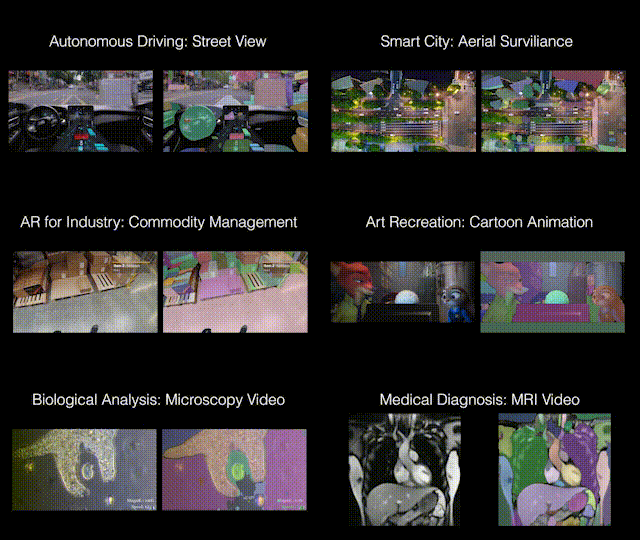 Autonomous Driving: Street View
Smart City: Aerial Surviliance
AR for Industry: Commodity Management
Art Recreation: Cartoon Animation
Biological Analysis: Microscopy Video
Medical Diagnosis: MRI Video